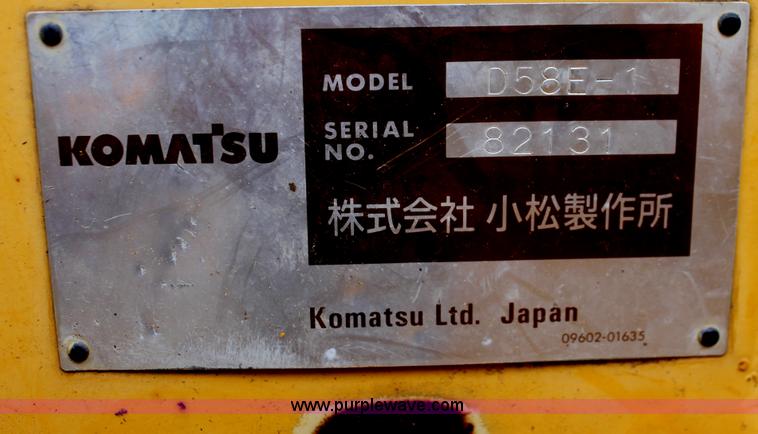 KOMATSU
MODEL D58E-1
SERIAL NO. 82131
株式会社 小松製作所
Komatsu Ltd. Japan
09602-01635
www.purplewave.com